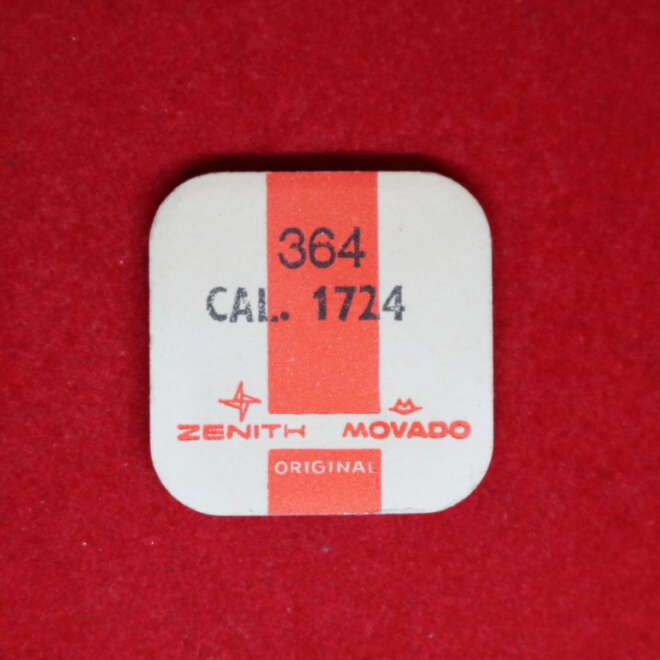 364
CAL. 1724
ZENITH MOVADO
ORIGINAL